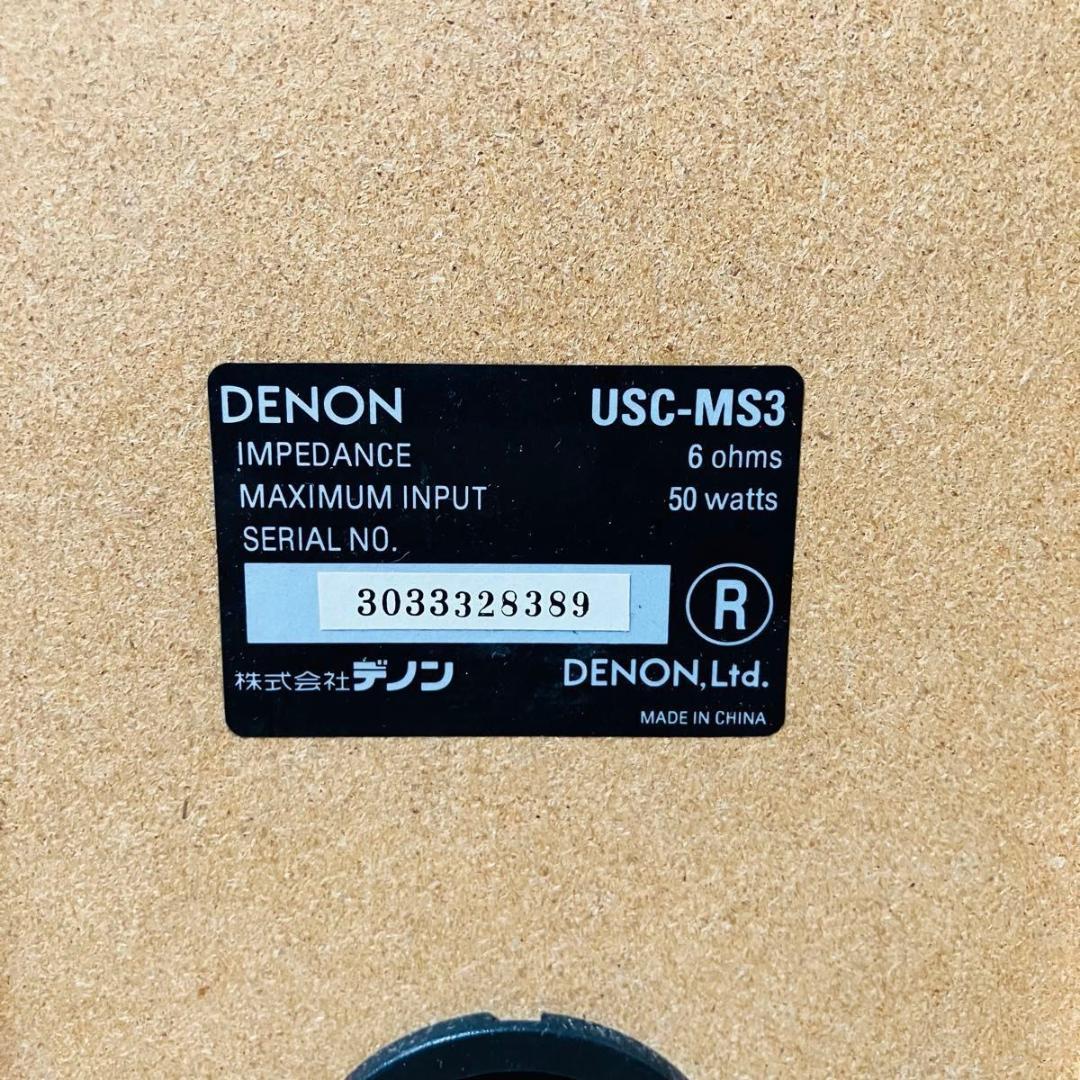 DENON USC-MS3
IMPEDANCE 6 ohms
MAXIMUM INPUT 50 watts
SERIAL NO.
3033328389 R
株式会社デノン DENON, Ltd.
MADE IN CHINA